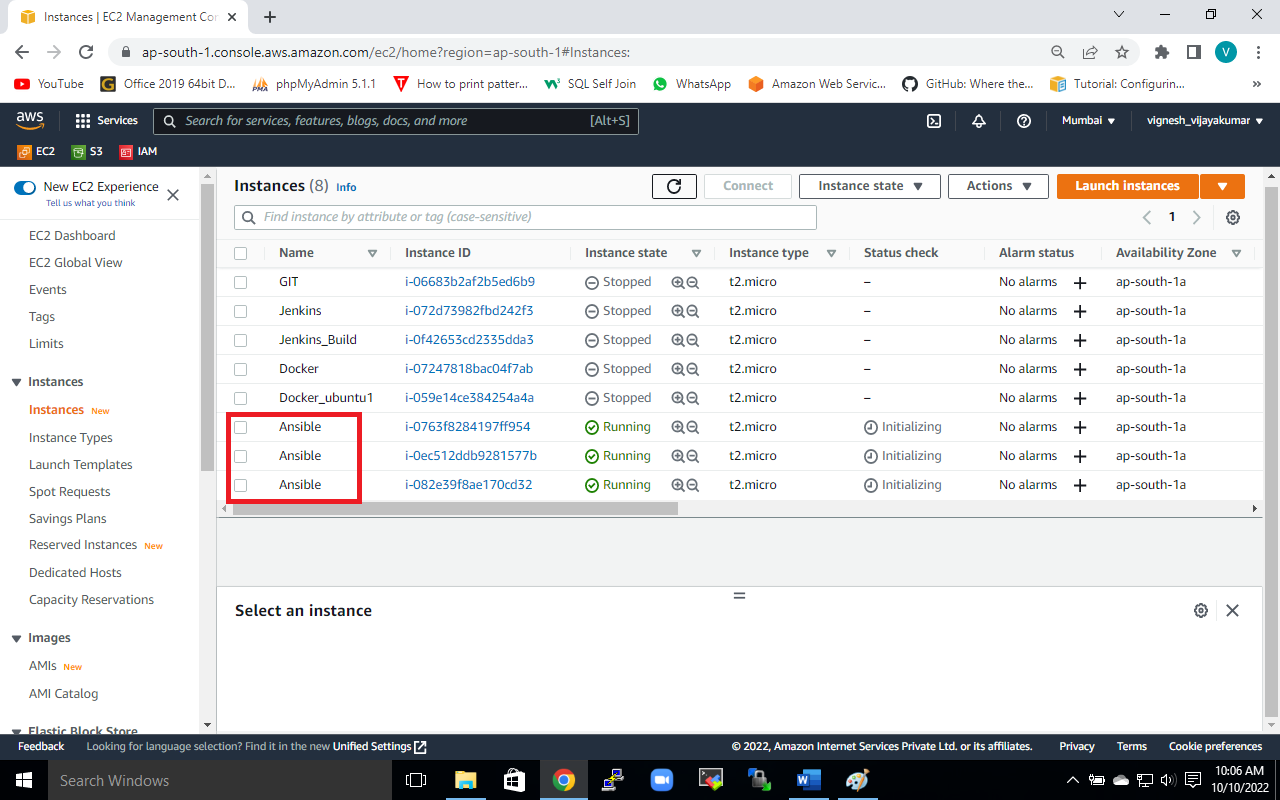 Instances | EC2 Management Con
ap-south-1.console.aws.amazon.com/ec2/home?region=ap-south-1#Instances:
V
YouTube Office 2019 64bit D... phpMyAdmin 5.1.1 How to print patter... SQL Self Join WhatsApp Amazon Web Servic... GitHub: Where the... Tutorial: Configurin... »
aws Services Search for services, features, blogs, docs, and more [Alt+S] Mumbai vignesh_vijayakumar
EC2 S3 IAM
New EC2 Experience
Tell us what you think
EC2 Dashboard
EC2 Global View
Events
Tags
Limits
Instances
Instances New
Instance Types
Launch Templates
Spot Requests
Savings Plans
Reserved Instances New
Dedicated Hosts
Capacity Reservations
Images
AMIs New
AMI Catalog
Elastic Block Store
Instances (8) Info Connect Instance state Actions Launch instances
Find instance by attribute or tag (case-sensitive) 1
Name Instance ID Instance state Instance type Status check Alarm status Availability Zone
GIT i-06683b2af2b5ed6b9 Stopped t2.micro – No alarms + ap-south-1a
Jenkins i-072d73982fbd242f3 Stopped t2.micro – No alarms + ap-south-1a
Jenkins_Build i-0f42653cd2335dda3 Stopped t2.micro – No alarms + ap-south-1a
Docker i-07247818bac04f7ab Stopped t2.micro – No alarms + ap-south-1a
Docker_ubuntu1 i-059e14ce384254a4a Stopped t2.micro – No alarms + ap-south-1a
Ansible i-0763f8284197ff954 Running t2.micro Initializing No alarms + ap-south-1a
Ansible i-0ec512ddb9281577b Running t2.micro Initializing No alarms + ap-south-1a
Ansible i-082e39f8ae170cd32 Running t2.micro Initializing No alarms + ap-south-1a
Select an instance
Feedback Looking for language selection? Find it in the new Unified Settings © 2022, Amazon Internet Services Private Ltd. or its affiliates. Privacy Terms Cookie preferences
Search Windows
10:06 AM
10/10/2022